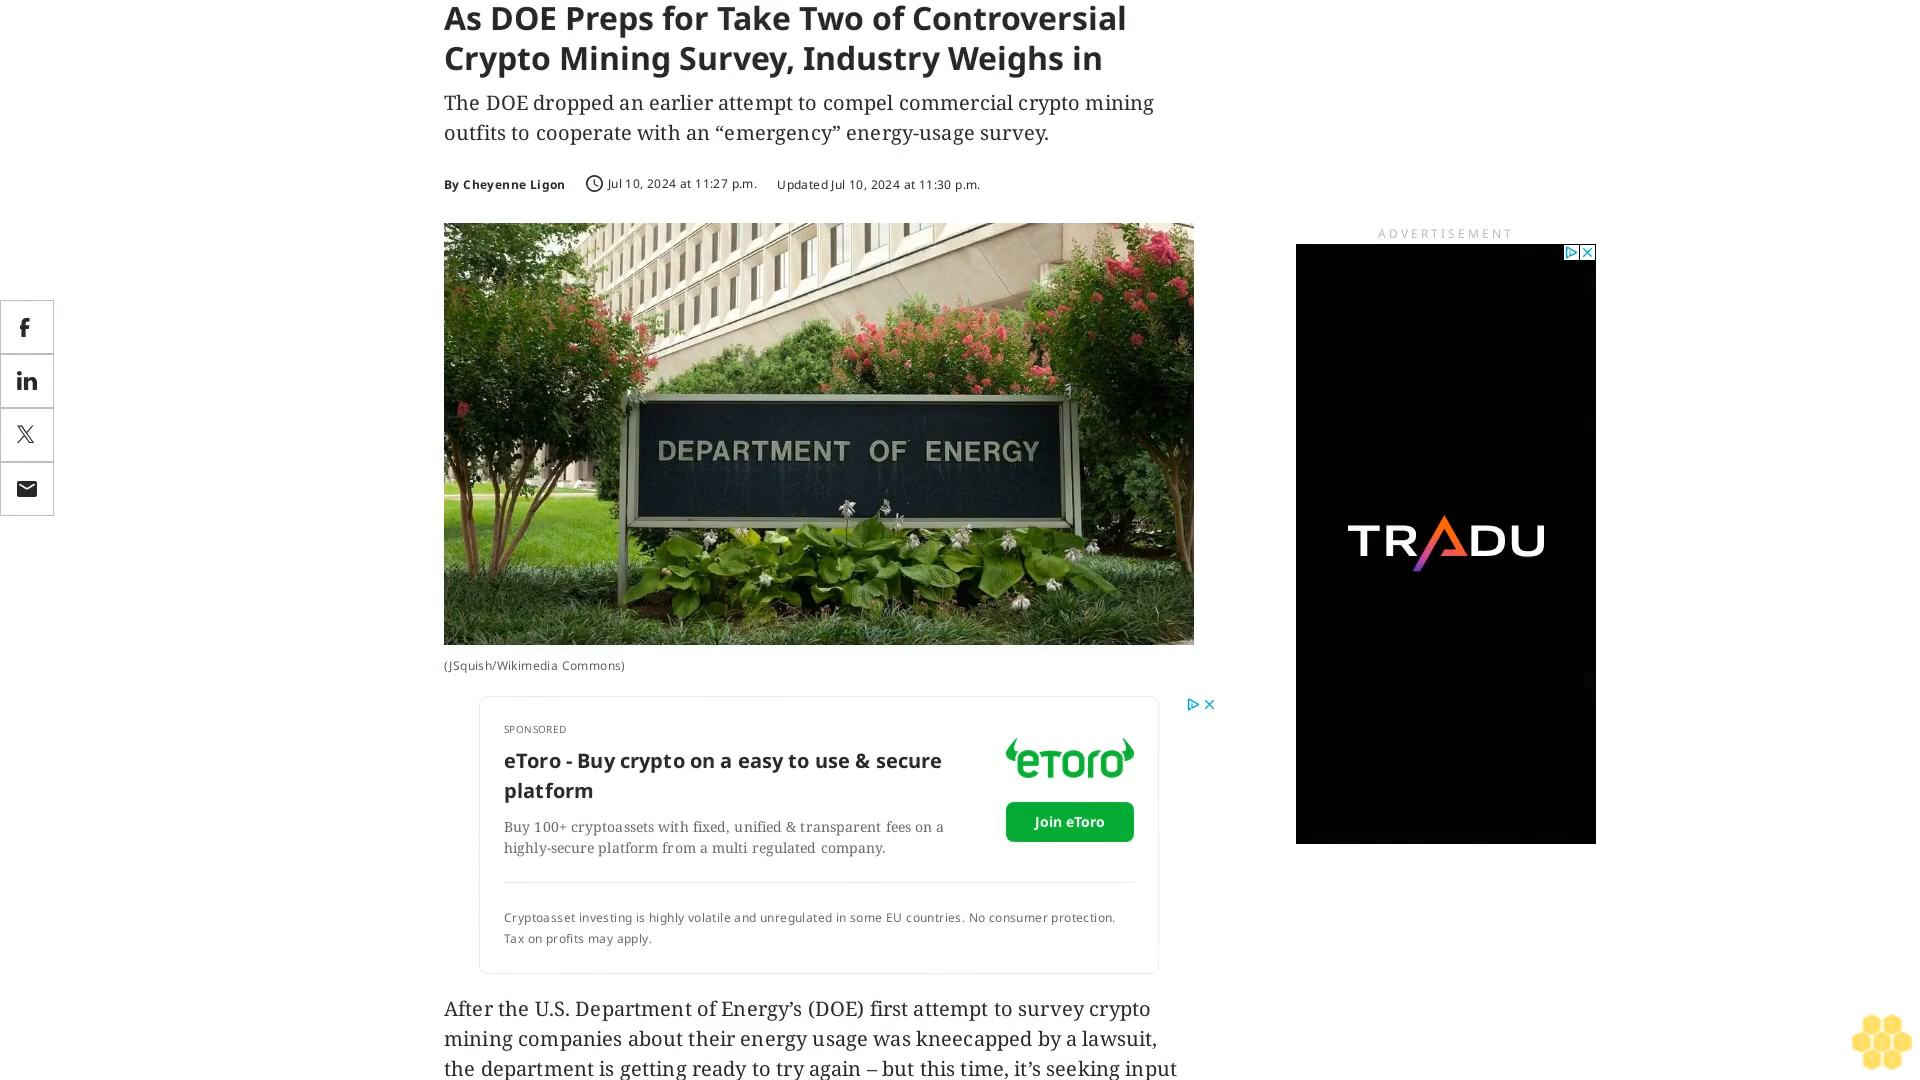 As DOE Preps for Take Two of Controversial
Crypto Mining Survey, Industry Weighs in
The DOE dropped an earlier attempt to compel commercial crypto mining
outfits to cooperate with an “emergency” energy-usage survey.
By Cheyenne Ligon Jul 10, 2024 at 11:27 p.m. Updated Jul 10, 2024 at 11:30 p.m.
DEPARTMENT OF ENERGY
(JSquish/Wikimedia Commons)
ADVERTISEMENT
TRADU
SPONSORED
eToro - Buy crypto on a easy to use & secure
platform
Buy 100+ cryptoassets with fixed, unified & transparent fees on a
highly-secure platform from a multi regulated company.
eToro
Join eToro
Cryptoasset investing is highly volatile and unregulated in some EU countries. No consumer protection.
Tax on profits may apply.
After the U.S. Department of Energy’s (DOE) first attempt to survey crypto
mining companies about their energy usage was kneecapped by a lawsuit,
the department is getting ready to try again – but this time, it’s seeking input